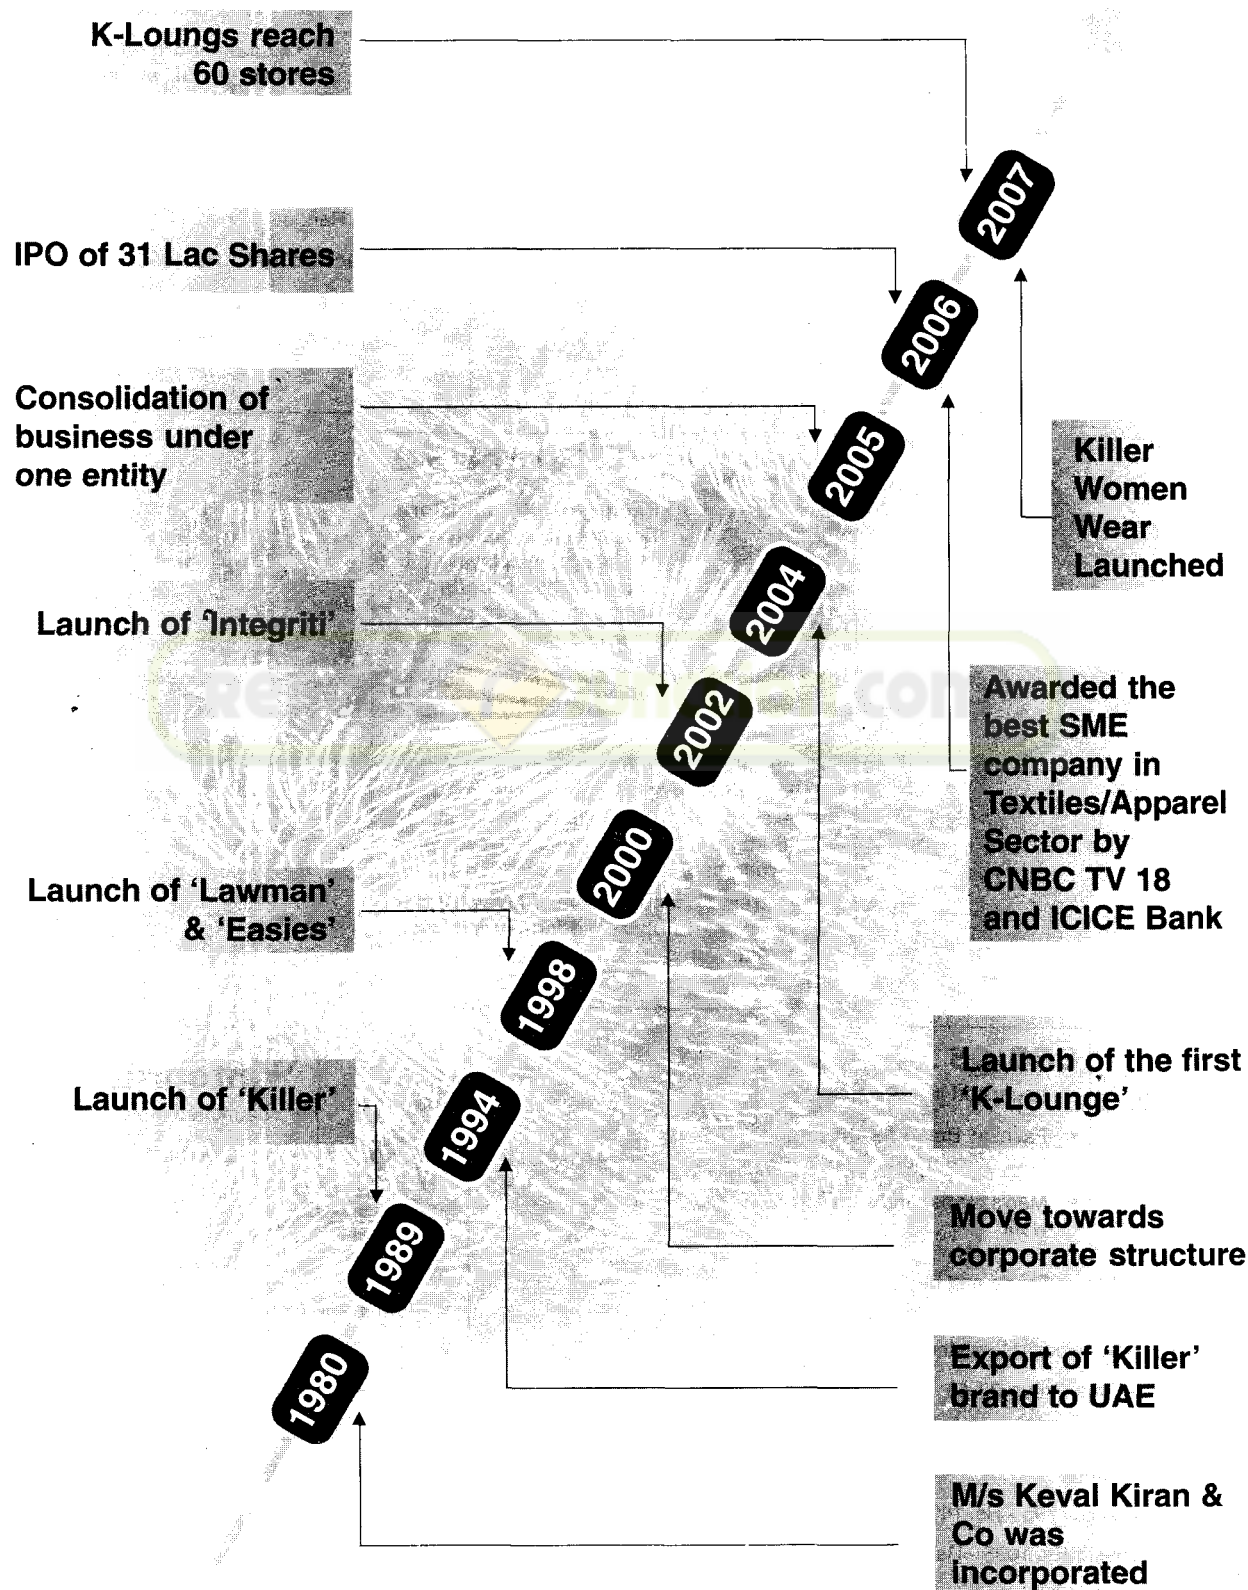 K-Loungs reach
60 stores
2007
IPO of 31 Lac Shares
2006
Consolidation of
business under
one entity
2005
Killer
Women
Wear
Launched
2004
Launch of 'Integriti'
2002
Awarded the
best SME
company in
Textiles/Apparel
Sector by
CNBC TV 18
and ICICE Bank
2000
Launch of 'Lawman'
& 'Easies'
1998
Launch of the first
'K-Lounge'
Launch of 'Killer'
1994
Move towards
corporate structure
1989
Export of 'Killer'
brand to UAE
1980
M/s Keval Kiran &
Co was
incorporated